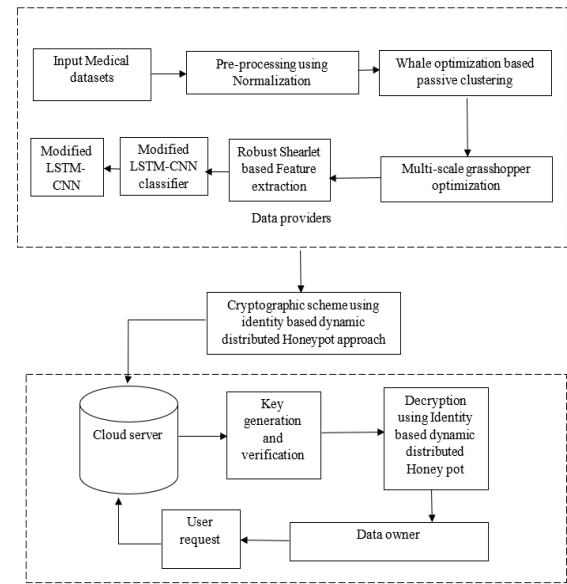 Input Medical
datasets
Pre-processing using
Normalization
Whale optimization based
passive clustering
Modified
LSTM-
CNN
Modified
LSTM-CNN
classifier
Robust Shearlet
based Feature
extraction
Multi-scale grasshopper
optimization
Data providers
Cryptographic scheme using
identity based dynamic
distributed Honeypot approach
Cloud server
Key
generation
and
verification
Decryption
using Identity
based dynamic
distributed
Honey pot
User
request
Data owner